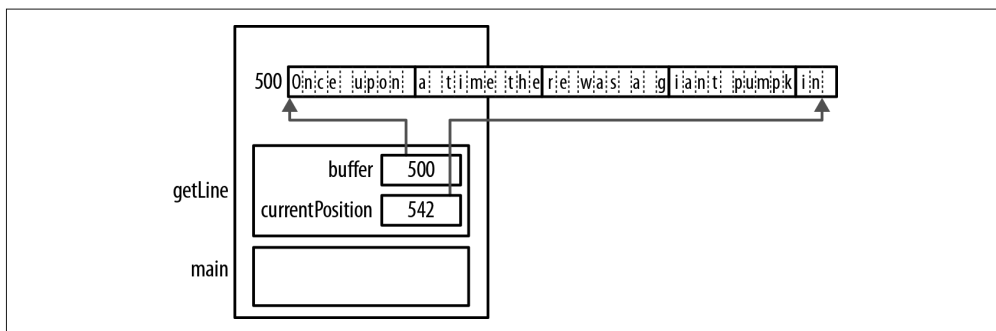 500 Once upon a time there was a giant pumpkin
buffer 500
getLine
currentPosition 542
main